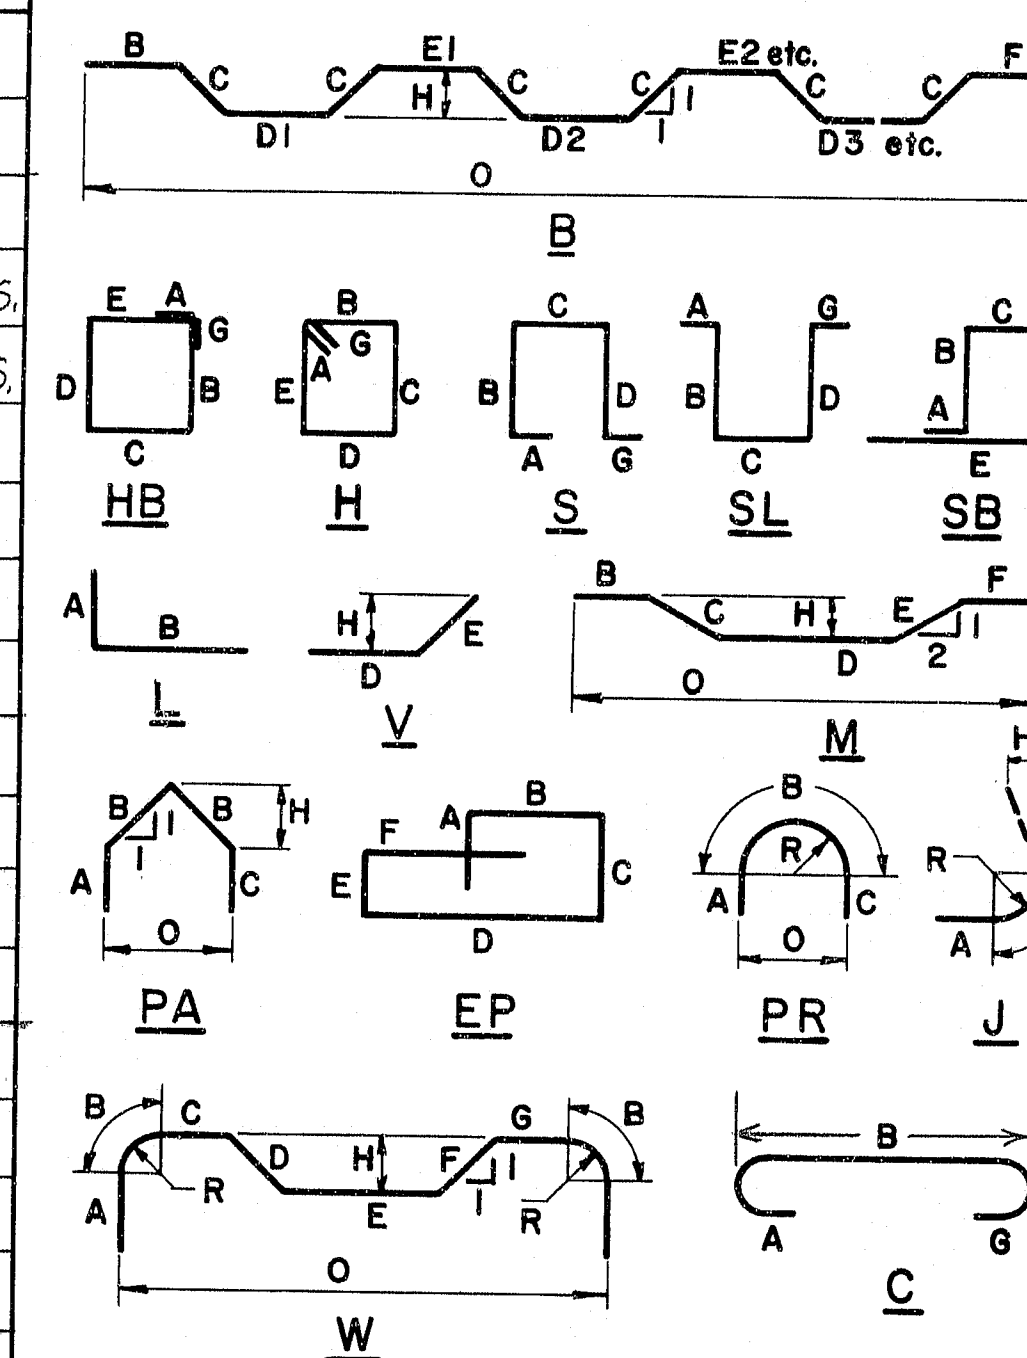 B C C E1 H C E2 etc. C 1 1 C C F
D1 D2 D3 etc.
O
B
S.
E A G D B C
HB
B G A E C D
H
C B D A G
S
A G B D C
SL
C B A E
SB
S.
A B
L
H E D
V
B C H E F 1 2 D
O
M
B B H 1 1 A C
O
PA
B A F E C D
EP
B R A C
O
PR
H
R A
J
B C D H F G B 1 1 A R E R
O
W
B
A G
C